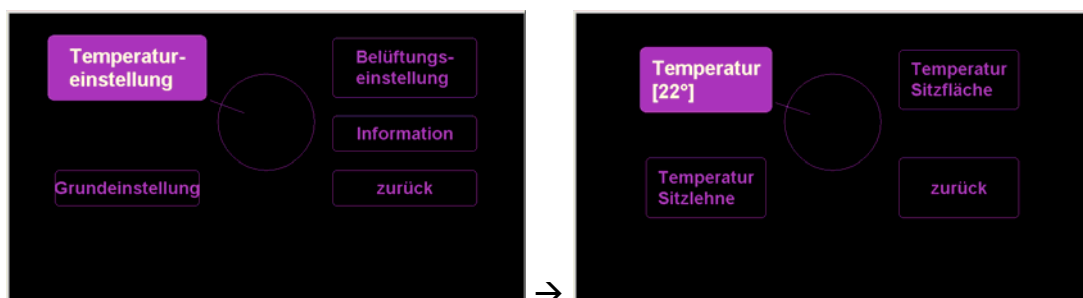 Temperatur-
einstellung
Belüftungs-
einstellung
Information
Grundeinstellung
zurück
→
Temperatur
[22°]
Temperatur
Sitzfläche
Temperatur
Sitzlehne
zurück